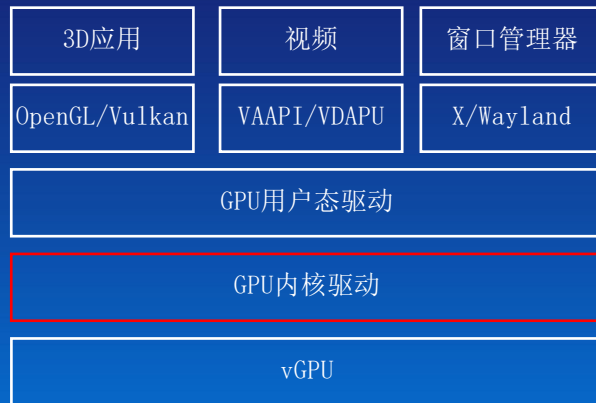 3D应用
视频
窗口管理器
OpenGL/Vulkan
VAAPI/VDAPU
X/Wayland
GPU用户态驱动
GPU内核驱动
vGPU